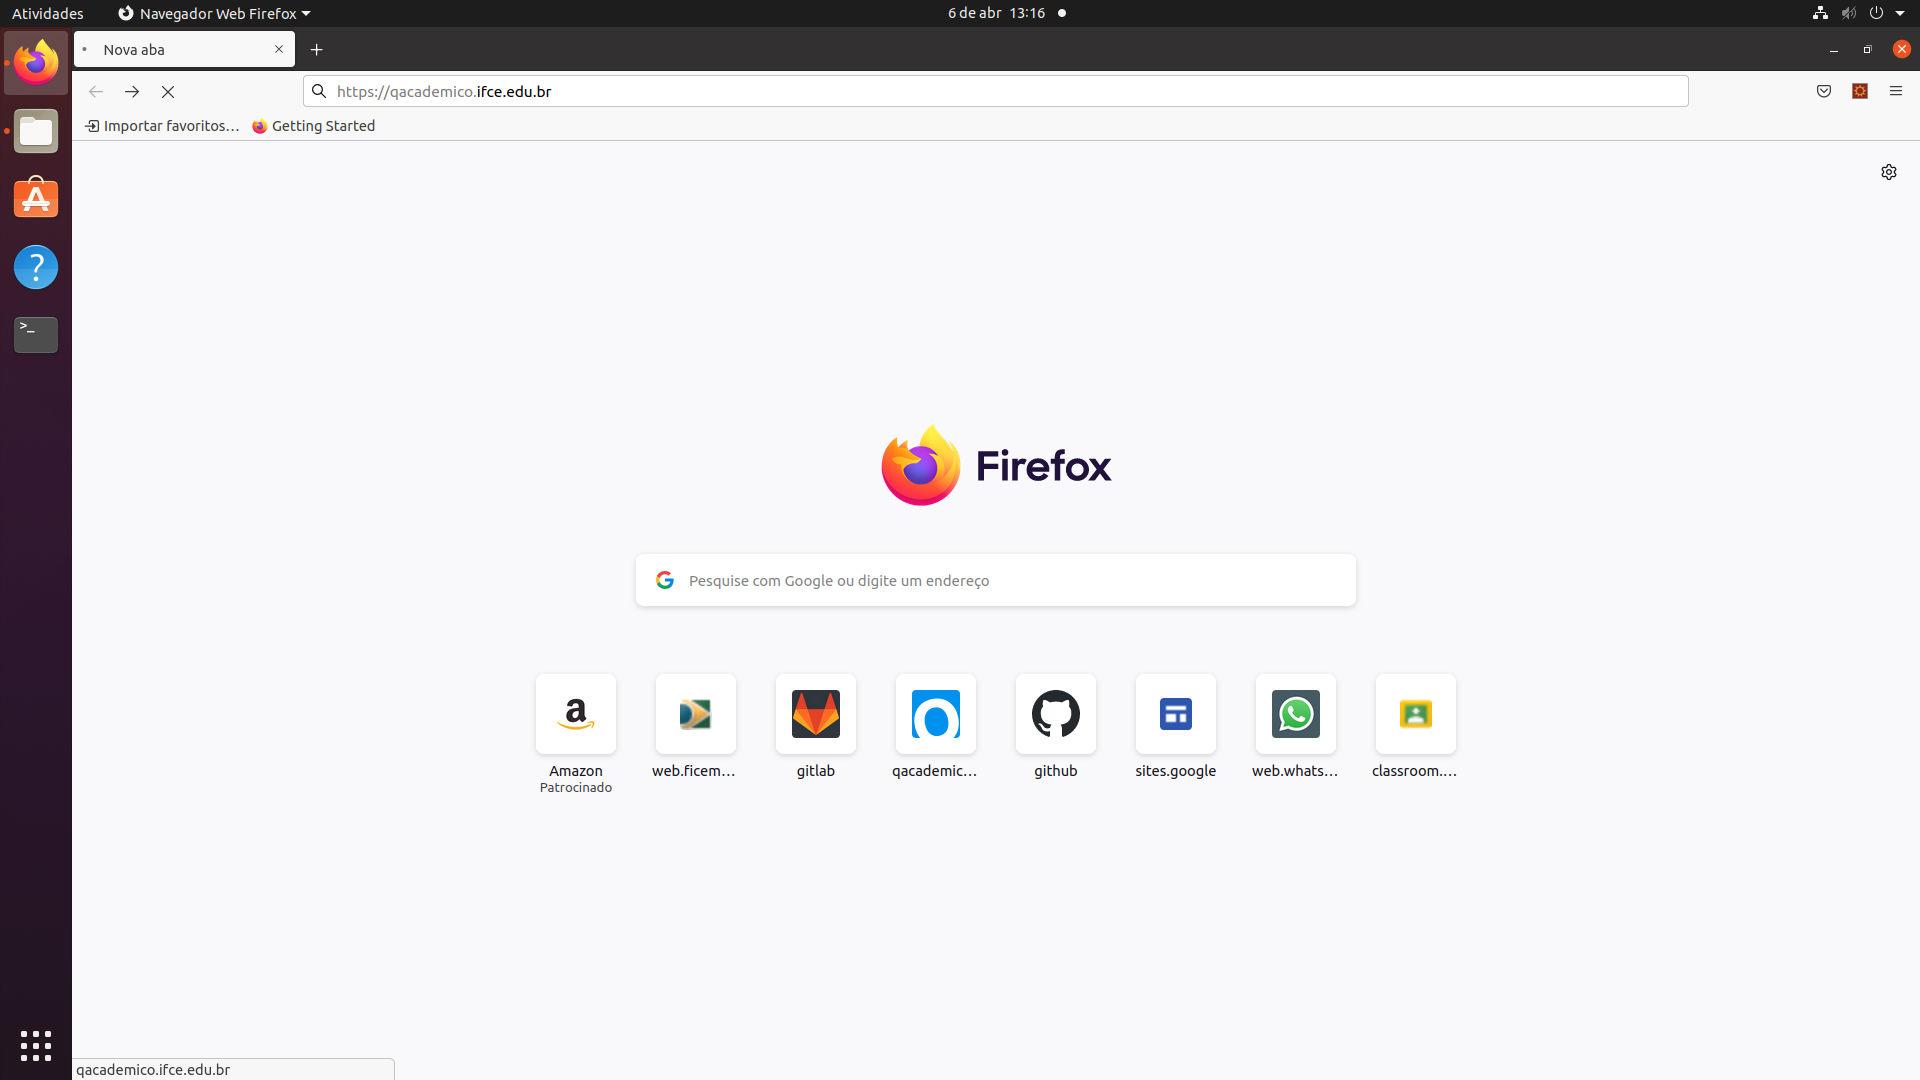 Atividades
Navegador Web Firefox
6 de abr 13:16
Nova aba
https://qacademico.ifce.edu.br
Importar favoritos...
Getting Started
Firefox
Pesquise com Google ou digite um endereço
Amazon
Patrocinado
web.ficem...
gitlab
qacademic...
github
sites.google
web.whats...
classroom....
qacademico.ifce.edu.br